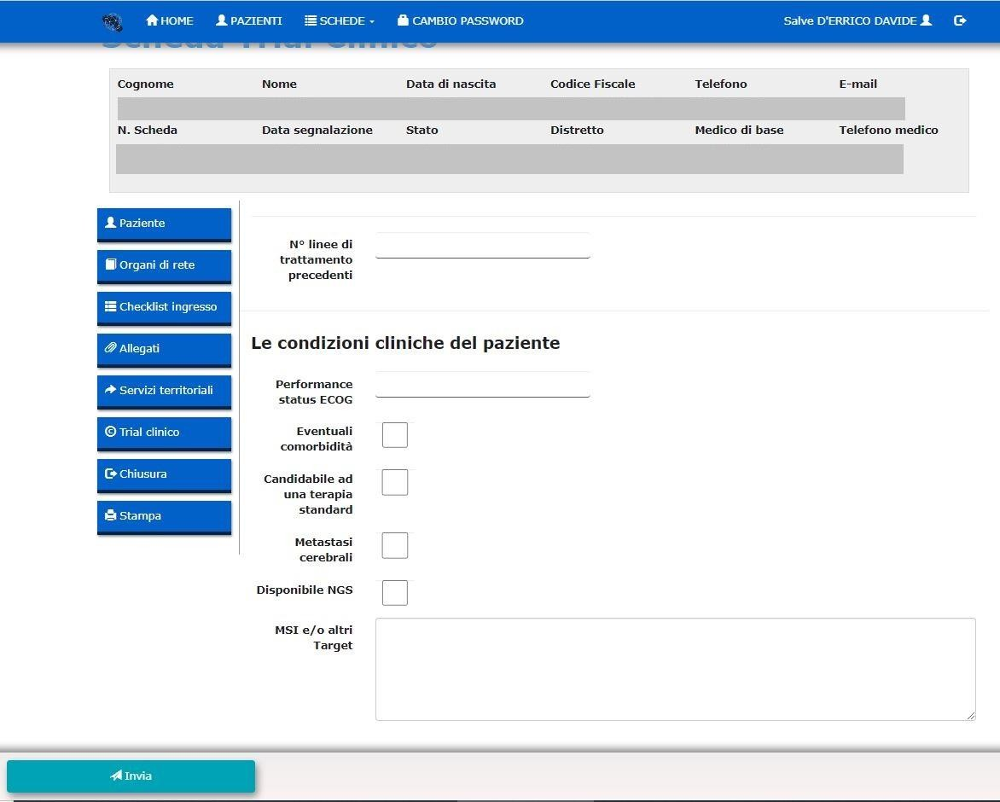 HOME PAZIENTI SCHEDE CAMBIO PASSWORD Salve D'ERRICO DAVIDE
Scheda Trial Clinico
Cognome Nome Data di nascita Codice Fiscale Telefono E-mail
N. Scheda Data segnalazione Stato Distretto Medico di base Telefono medico
Paziente
Organi di rete
Checklist ingresso
Allegati
Servizi territoriali
Trial clinico
Chiusura
Stampa
N° linee di
trattamento
precedenti
Le condizioni cliniche del paziente
Performance
status ECOG
Eventuali
comorbidità
Candidabile ad
una terapia
standard
Metastasi
cerebrali
Disponibile NGS
MSI e/o altri
Target
Invia